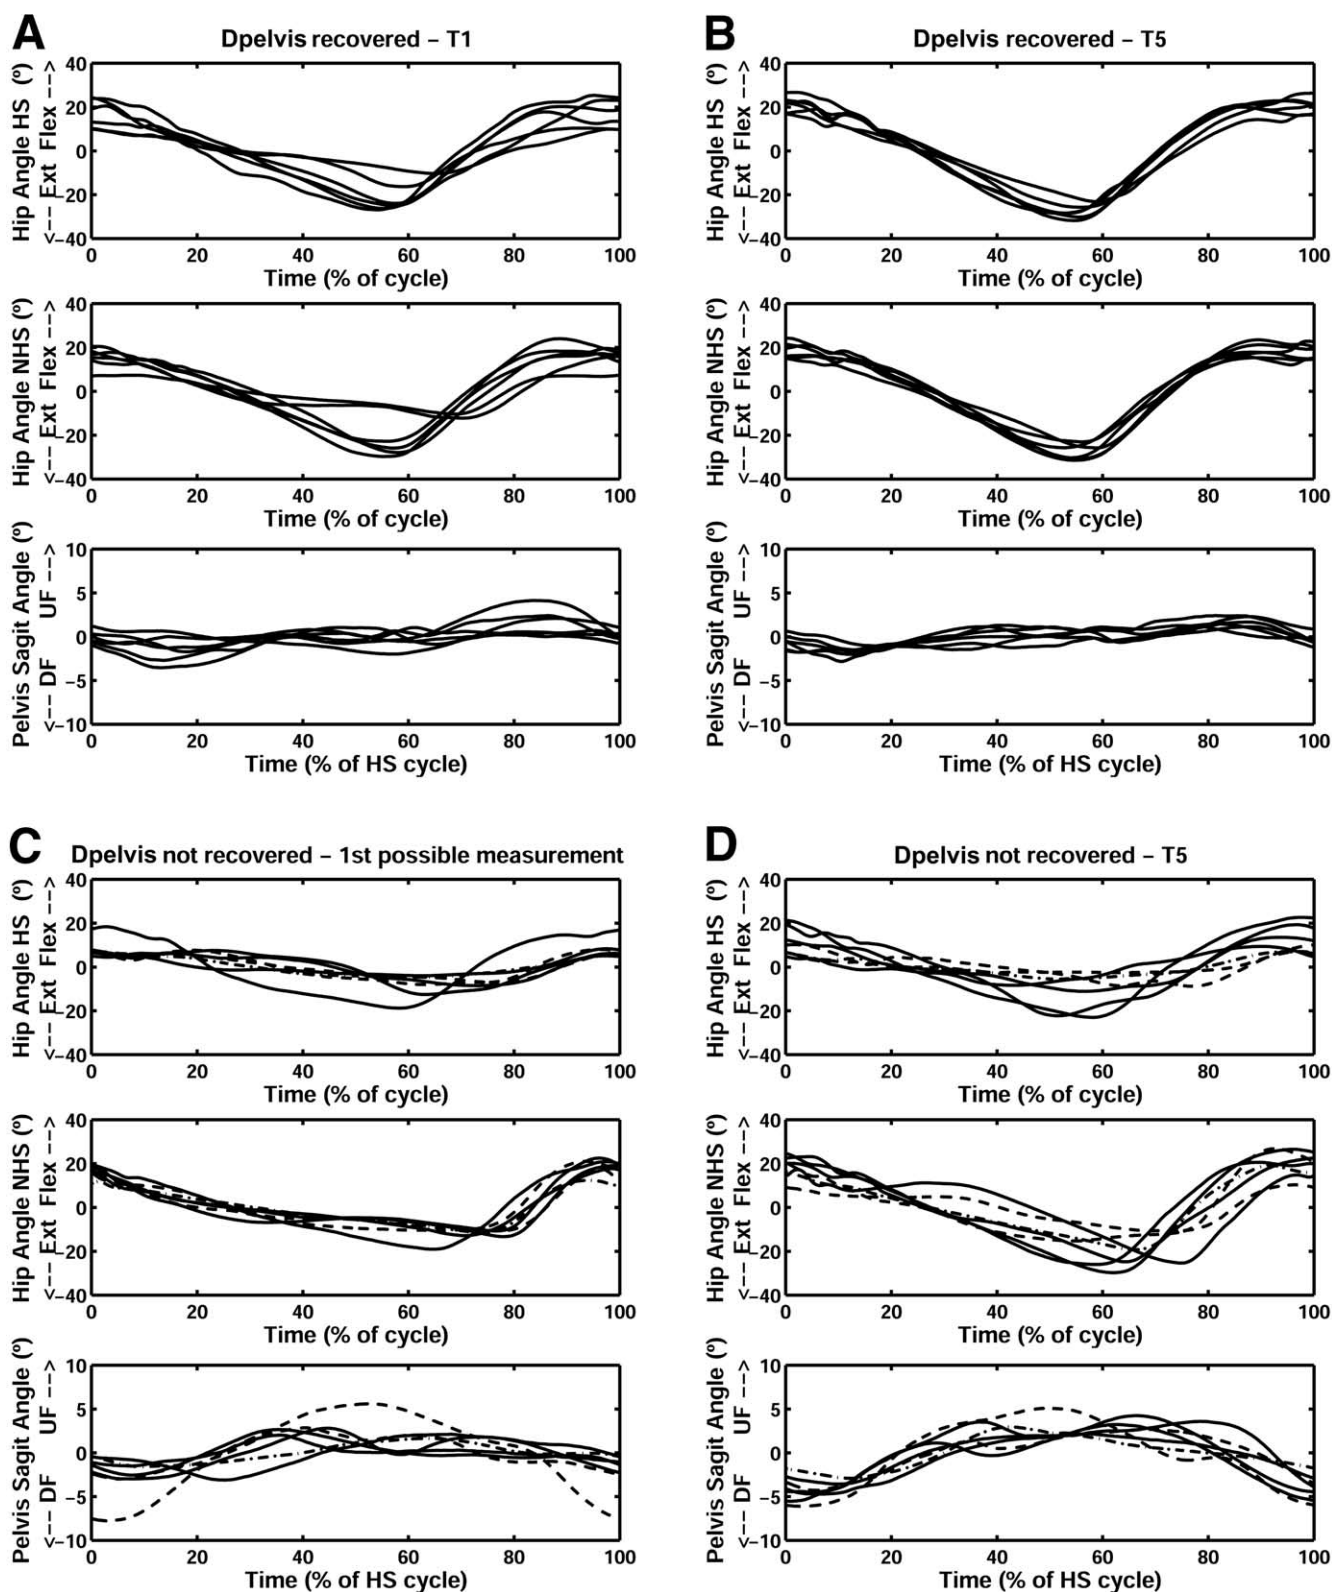 A
Dpelvis recovered – T1
Hip Angle HS (º)
<--- Ext Flex --->
40
20
0
−20
−40
0 20 40 60 80 100
Time (% of cycle)
Hip Angle NHS (º)
<--- Ext Flex --->
40
20
0
−20
−40
0 20 40 60 80 100
Time (% of cycle)
Pelvis Sagit Angle (º)
<--- DF UF --->
10
5
0
−5
−10
0 20 40 60 80 100
Time (% of HS cycle)
B
Dpelvis recovered – T5
Hip Angle HS (º)
<--- Ext Flex --->
40
20
0
−20
−40
0 20 40 60 80 100
Time (% of cycle)
Hip Angle NHS (º)
<--- Ext Flex --->
40
20
0
−20
−40
0 20 40 60 80 100
Time (% of cycle)
Pelvis Sagit Angle (º)
<--- DF UF --->
10
5
0
−5
−10
0 20 40 60 80 100
Time (% of HS cycle)
C
Dpelvis not recovered – 1st possible measurement
Hip Angle HS (º)
<--- Ext Flex --->
40
20
0
−20
−40
0 20 40 60 80 100
Time (% of cycle)
Hip Angle NHS (º)
<--- Ext Flex --->
40
20
0
−20
−40
0 20 40 60 80 100
Time (% of cycle)
Pelvis Sagit Angle (º)
<--- DF UF --->
10
5
0
−5
−10
0 20 40 60 80 100
Time (% of HS cycle)
D
Dpelvis not recovered – T5
Hip Angle HS (º)
<--- Ext Flex --->
40
20
0
−20
−40
0 20 40 60 80 100
Time (% of cycle)
Hip Angle NHS (º)
<--- Ext Flex --->
40
20
0
−20
−40
0 20 40 60 80 100
Time (% of cycle)
Pelvis Sagit Angle (º)
<--- DF UF --->
10
5
0
−5
−10
0 20 40 60 80 100
Time (% of HS cycle)